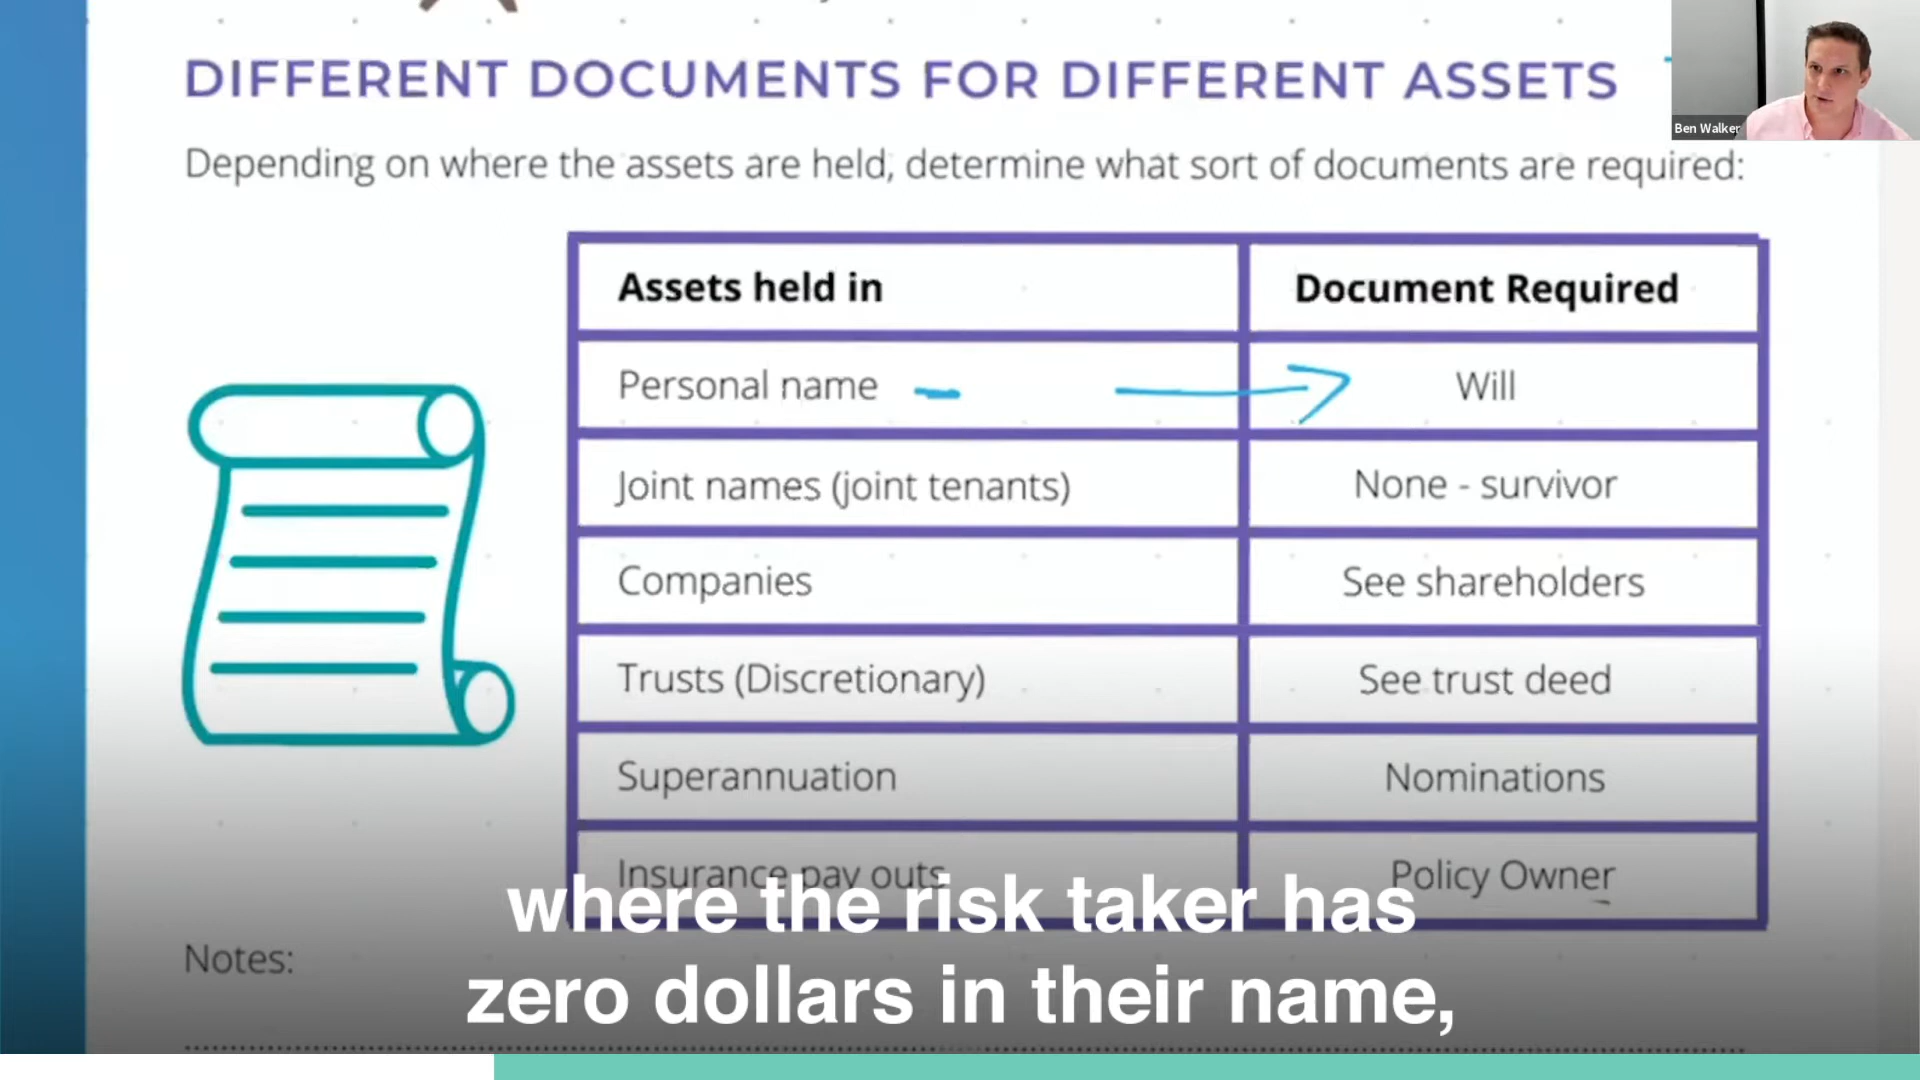 DIFFERENT DOCUMENTS FOR DIFFERENT ASSETS
Ben Walker
Depending on where the assets are held, determine what sort of documents are required:
Assets held in Document Required
Personal name Will
Joint names (joint tenants) None - survivor
Companies See shareholders
Trusts (Discretionary) See trust deed
Superannuation Nominations
Insurance pay outs Policy Owner
where the risk taker has
zero dollars in their name,
Notes: